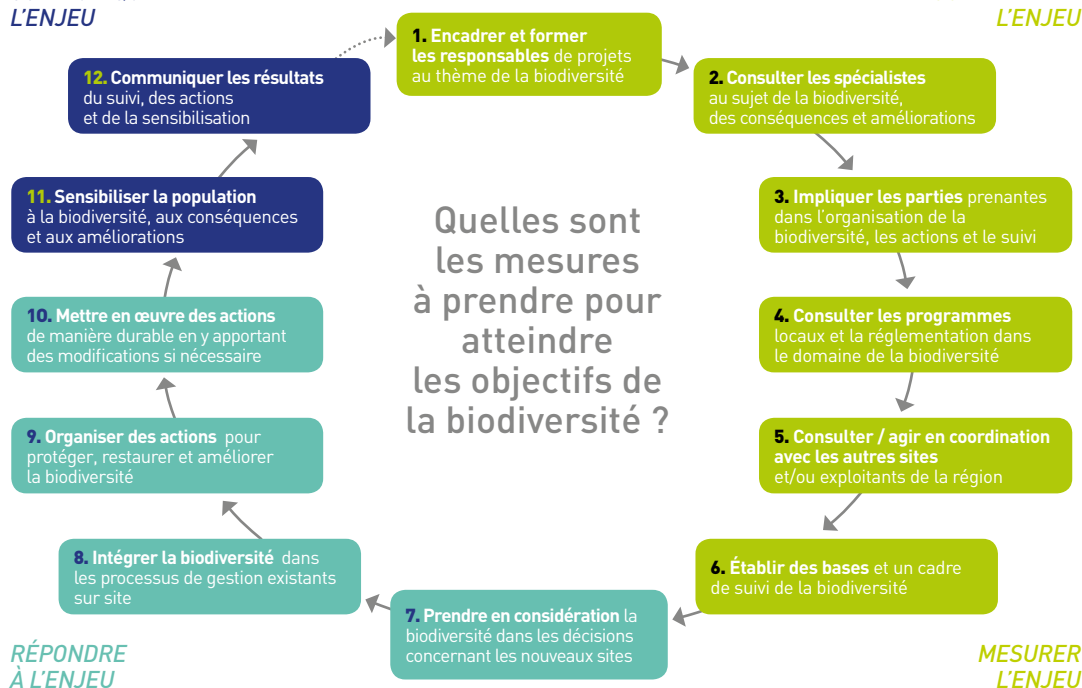 L'ENJEU
L'ENJEU
1. Encadrer et former
les responsables de projets
au thème de la biodiversité
2. Consulter les spécialistes
au sujet de la biodiversité,
des conséquences et améliorations
3. Impliquer les parties prenantes
dans l'organisation de la
biodiversité, les actions et le suivi
4. Consulter les programmes
locaux et la réglementation dans
le domaine de la biodiversité
5. Consulter / agir en coordination
avec les autres sites
et/ou exploitants de la région
6. Établir des bases et un cadre
de suivi de la biodiversité
7. Prendre en considération la
biodiversité dans les décisions
concernant les nouveaux sites
8. Intégrer la biodiversité dans
les processus de gestion existants
sur site
9. Organiser des actions pour
protéger, restaurer et améliorer
la biodiversité
10. Mettre en œuvre des actions
de manière durable en y apportant
des modifications si nécessaire
11. Sensibiliser la population
à la biodiversité, aux conséquences
et aux améliorations
12. Communiquer les résultats
du suivi, des actions
et de la sensibilisation
Quelles sont
les mesures
à prendre pour
atteindre
les objectifs de
la biodiversité ?
RÉPONDRE
À L'ENJEU
MESURER
L'ENJEU